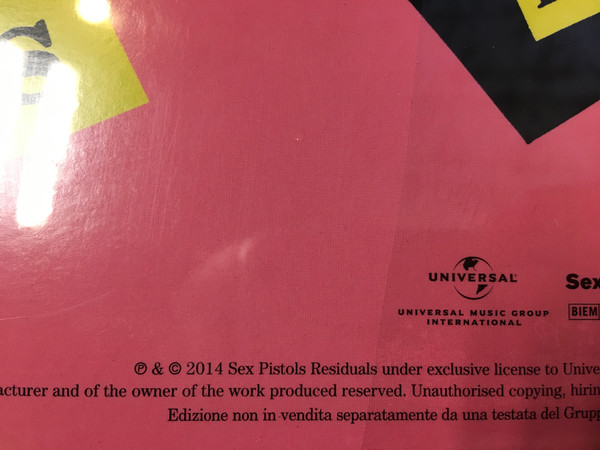 S
UNIVERSAL
Sex
UNIVERSAL MUSIC GROUP
INTERNATIONAL
BIEM
℗ & © 2014 Sex Pistols Residuals under exclusive license to Unive
acturer and of the owner of the work produced reserved. Unauthorised copying, hirin
Edizione non in vendita separatamente da una testata del Grupp